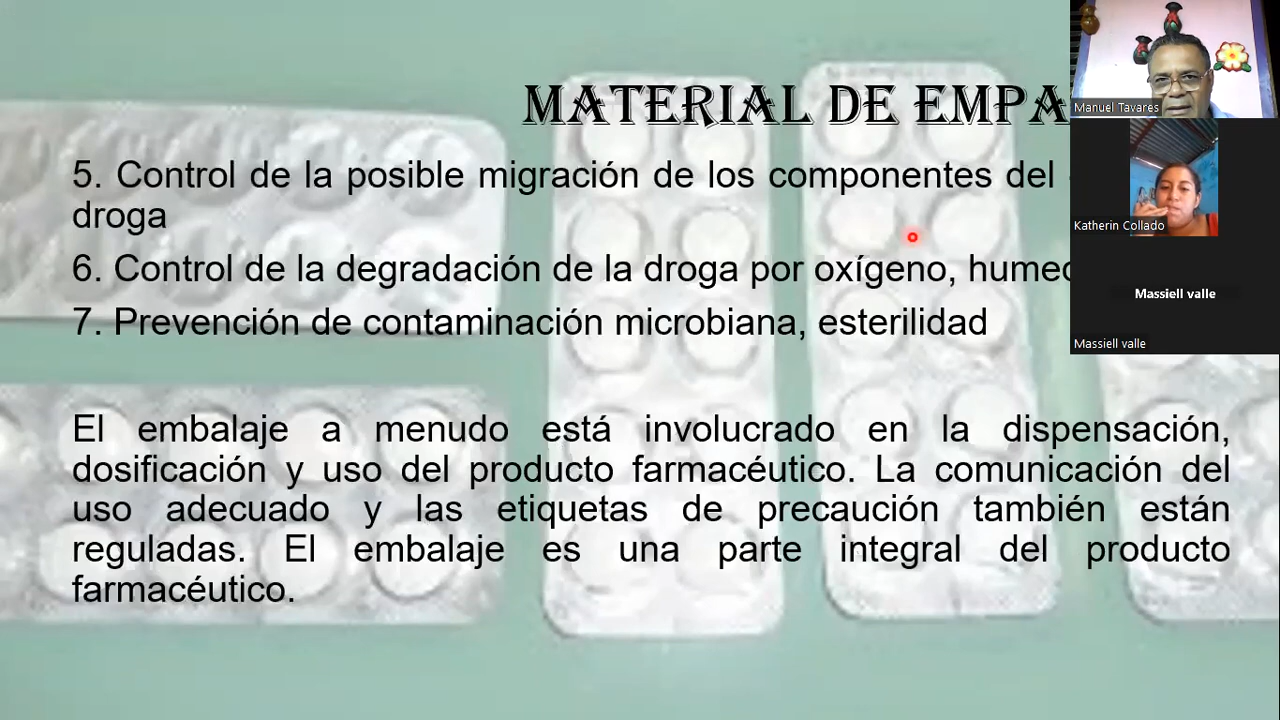 MATERIAL DE EMPA
5. Control de la posible migración de los componentes del
droga
6. Control de la degradación de la droga por oxígeno, humed
7. Prevención de contaminación microbiana, esterilidad
El embalaje a menudo está involucrado en la dispensación,
dosificación y uso del producto farmacéutico. La comunicación del
uso adecuado y las etiquetas de precaución también están
reguladas. El embalaje es una parte integral del producto
farmacéutico.
Manuel Tavares
Katherin Collado
Massiell valle
Massiell valle